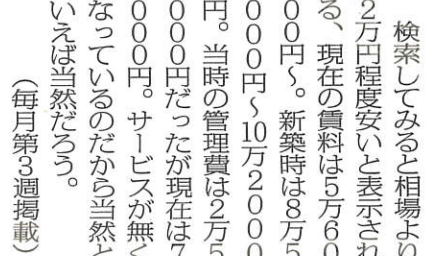 検索してみると相場より
2万円程度安いと表示され
る、現在の賃料は5万60
00円〜。新築時は8万5
000円〜10万2000
円。当時の管理費は2万5
000円だったが現在は7
000円。サービスが無く
なっているのだから当然と
いえば当然だろう。
（毎月第3週掲載）